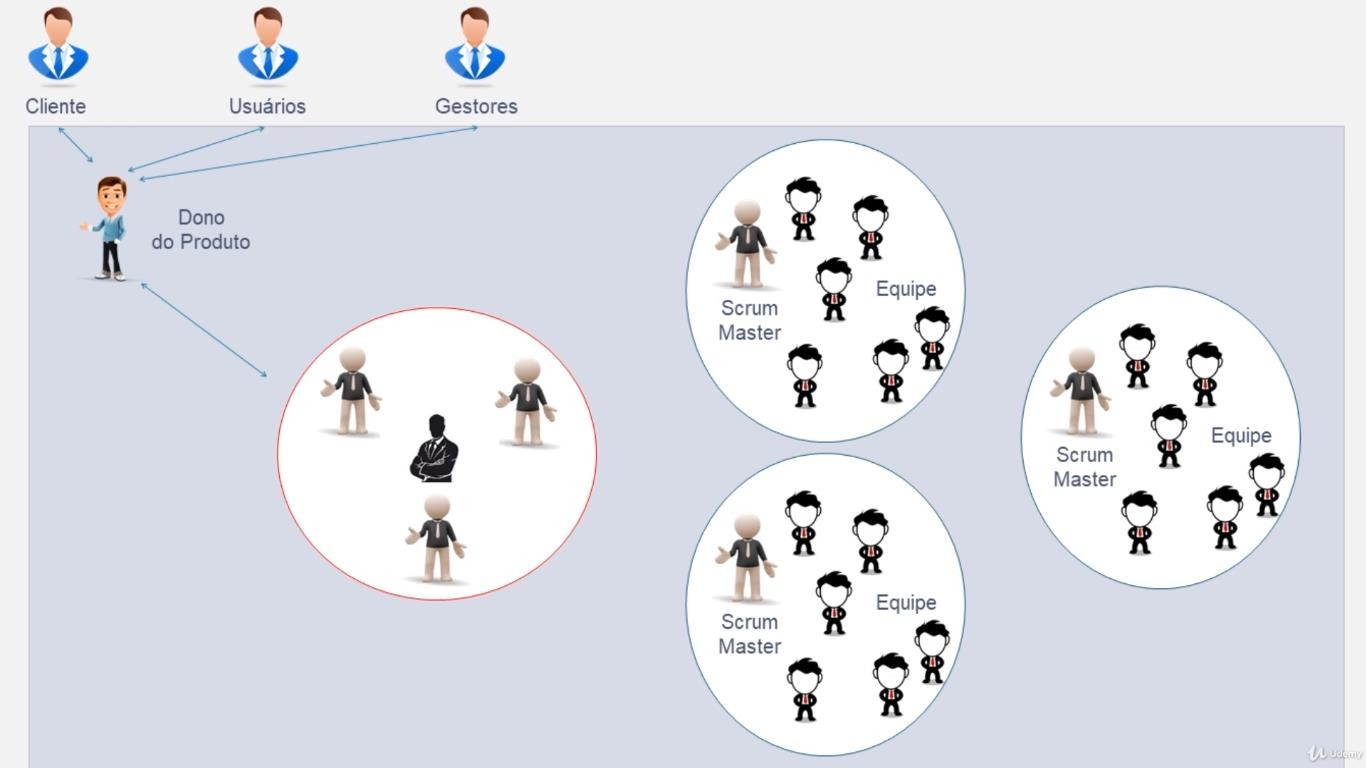 Cliente
Usuários
Gestores
Dono
do Produto
Equipe
Scrum
Master
Equipe
Scrum
Master
Equipe
Scrum
Master
Udemy